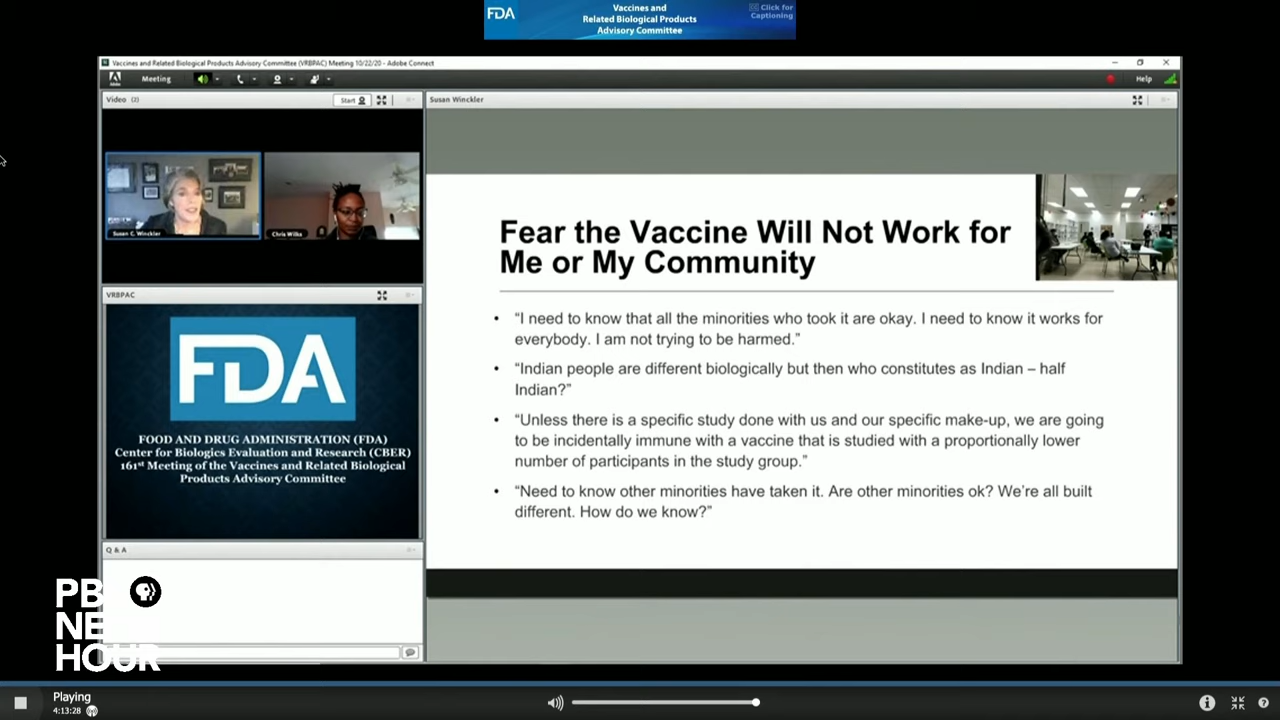 FDA
Vaccines and
Related Biological Products
Advisory Committee
CC Click for
Captioning
Vaccines and Related Biological Products Advisory Committee (VRBPAC) Meeting 10/22/20 - Adobe Connect
Meeting
Help
Video (2)
Start
Susan Winckler
Susan C. Winckler
Chris Wilks
Fear the Vaccine Will Not Work for
Me or My Community
• “I need to know that all the minorities who took it are okay. I need to know it works for
everybody. I am not trying to be harmed.”
• “Indian people are different biologically but then who constitutes as Indian – half
Indian?”
• “Unless there is a specific study done with us and our specific make-up, we are going
to be incidentally immune with a vaccine that is studied with a proportionally lower
number of participants in the study group.”
• “Need to know other minorities have taken it. Are other minorities ok? We’re all built
different. How do we know?”
VRBPAC
FDA
FOOD AND DRUG ADMINISTRATION (FDA)
Center for Biologics Evaluation and Research (CBER)
161st Meeting of the Vaccines and Related Biological
Products Advisory Committee
Q & A
PBS
NEWS
HOUR
Playing
4:13:28